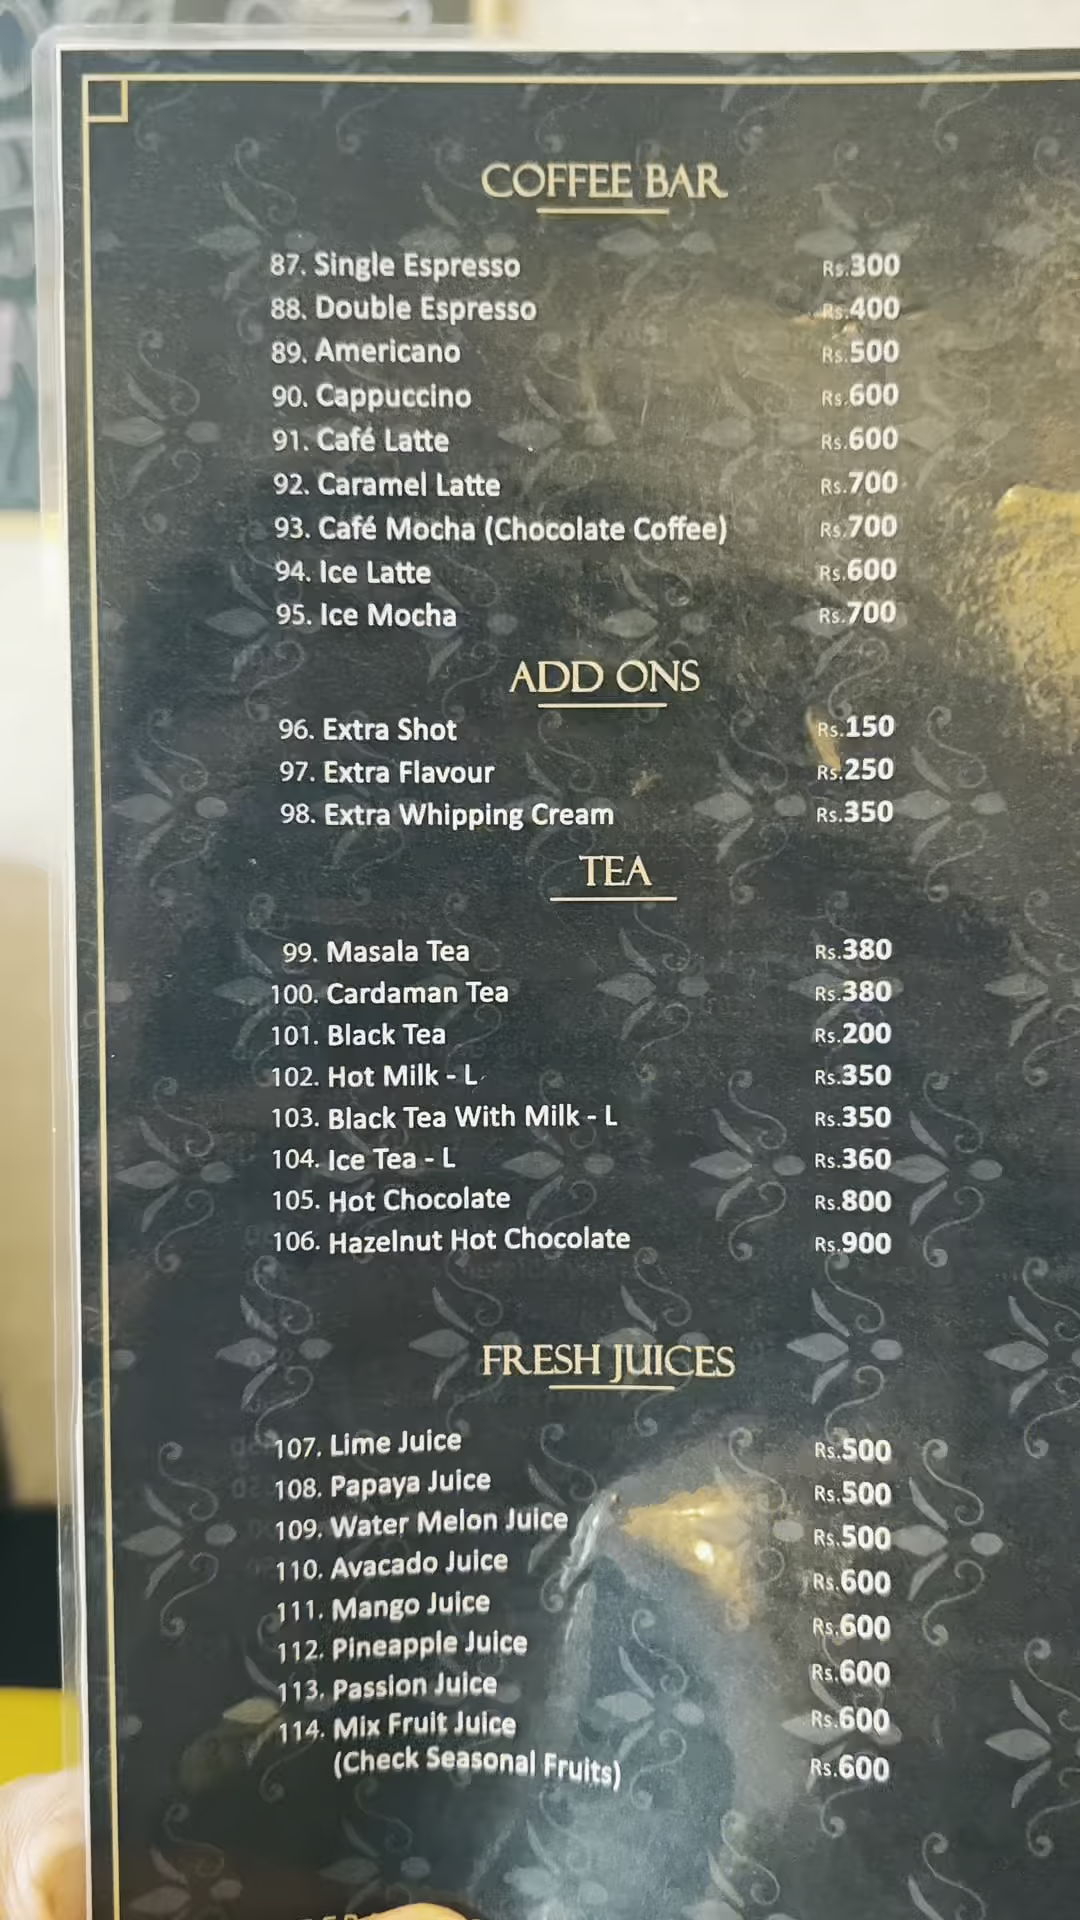 COFFEE BAR
87. Single Espresso Rs.300
88. Double Espresso Rs.400
89. Americano Rs.500
90. Cappuccino Rs.600
91. Café Latte Rs.600
92. Caramel Latte Rs.700
93. Café Mocha (Chocolate Coffee) Rs.700
94. Ice Latte Rs.600
95. Ice Mocha Rs.700
ADD ONS
96. Extra Shot Rs.150
97. Extra Flavour Rs.250
98. Extra Whipping Cream Rs.350
TEA
99. Masala Tea Rs.380
100. Cardaman Tea Rs.380
101. Black Tea Rs.200
102. Hot Milk - L Rs.350
103. Black Tea With Milk - L Rs.350
104. Ice Tea - L Rs.360
105. Hot Chocolate Rs.800
106. Hazelnut Hot Chocolate Rs.900
FRESH JUICES
107. Lime Juice Rs.500
108. Papaya Juice Rs.500
109. Water Melon Juice Rs.500
110. Avacado Juice Rs.600
111. Mango Juice Rs.600
112. Pineapple Juice Rs.600
113. Passion Juice Rs.600
114. Mix Fruit Juice Rs.600
(Check Seasonal Fruits)